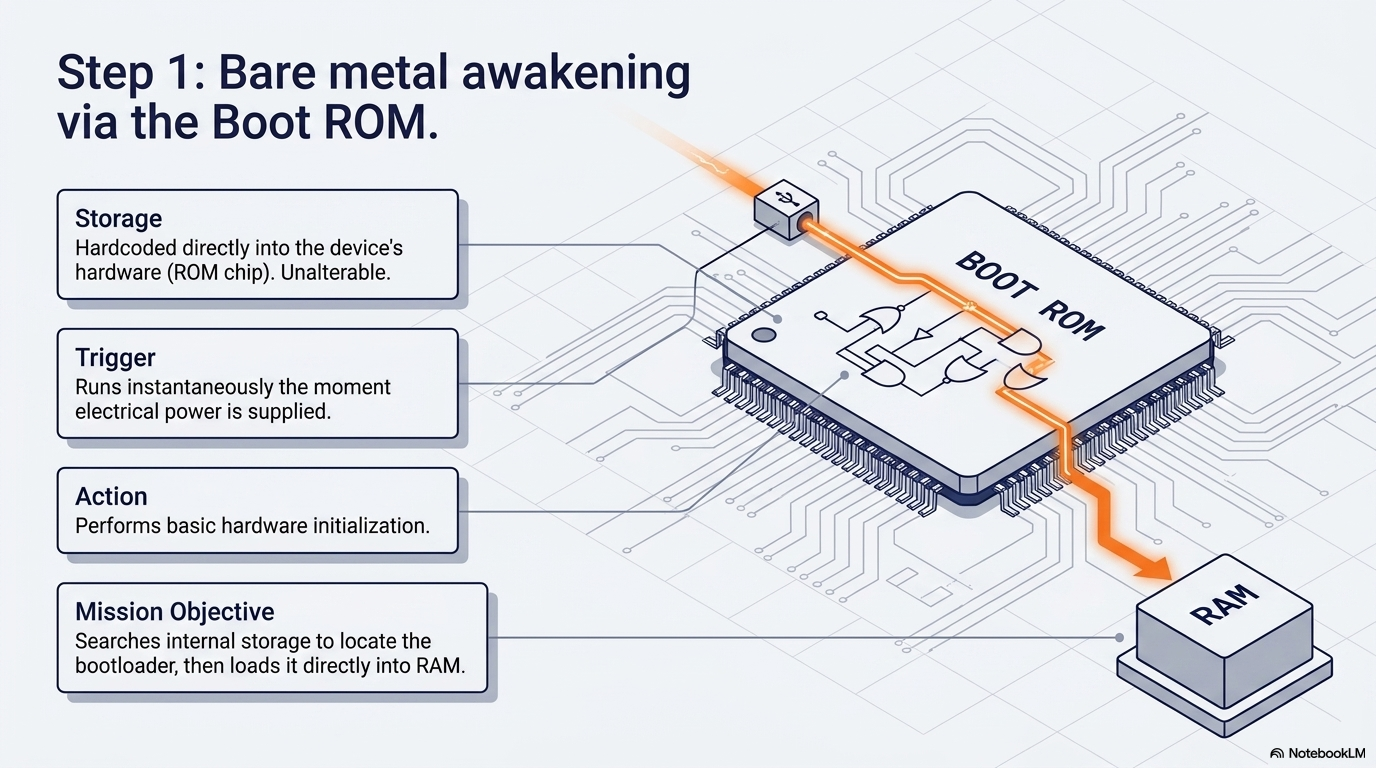 Step 1: Bare metal awakening
via the Boot ROM.
Storage
Hardcoded directly into the device's
hardware (ROM chip). Unalterable.
Trigger
Runs instantaneously the moment
electrical power is supplied.
Action
Performs basic hardware initialization.
Mission Objective
Searches internal storage to locate the
bootloader, then loads it directly into RAM.
BOOT ROM
RAM
NotebookLM